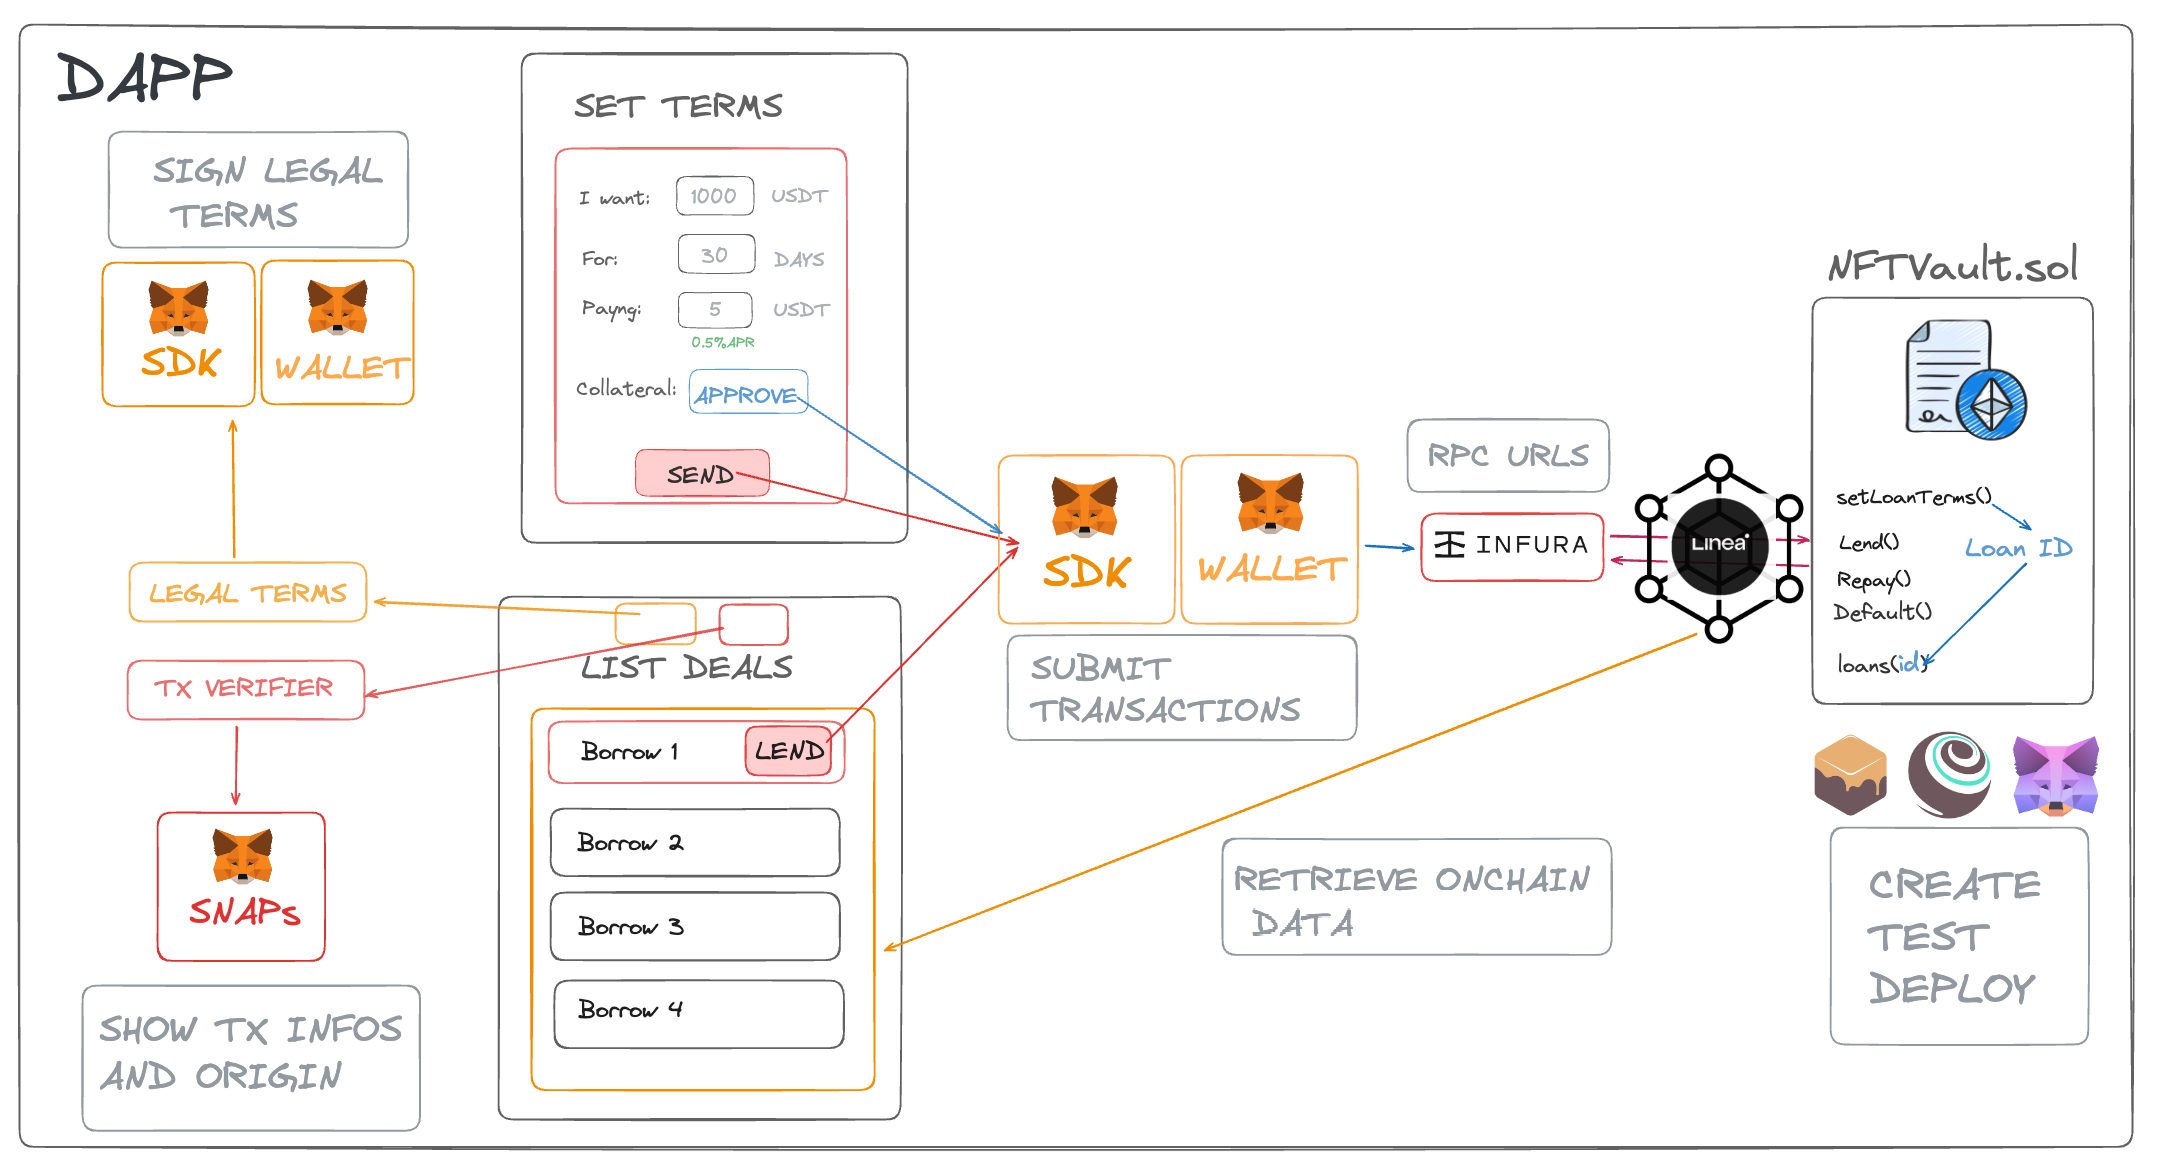 DAPP
SIGN LEGAL
TERMS
SDK
WALLET
LEGAL TERMS
TX VERIFIER
SNAPs
SHOW TX INFOS
AND ORIGIN
SET TERMS
I want: 1000 USDT
For: 30 DAYS
Payng: 5 USDT
0.5%APR
Collateral: APPROVE
SEND
LIST DEALS
Borrow 1 LEND
Borrow 2
Borrow 3
Borrow 4
SDK
WALLET
SUBMIT
TRANSACTIONS
RPC URLS
INFURA
Linea
RETRIEVE ONCHAIN
DATA
NFTVault.sol
setLoanTerms()
Lend()
Loan ID
Repay()
Default()
loans(id)
CREATE
TEST
DEPLOY